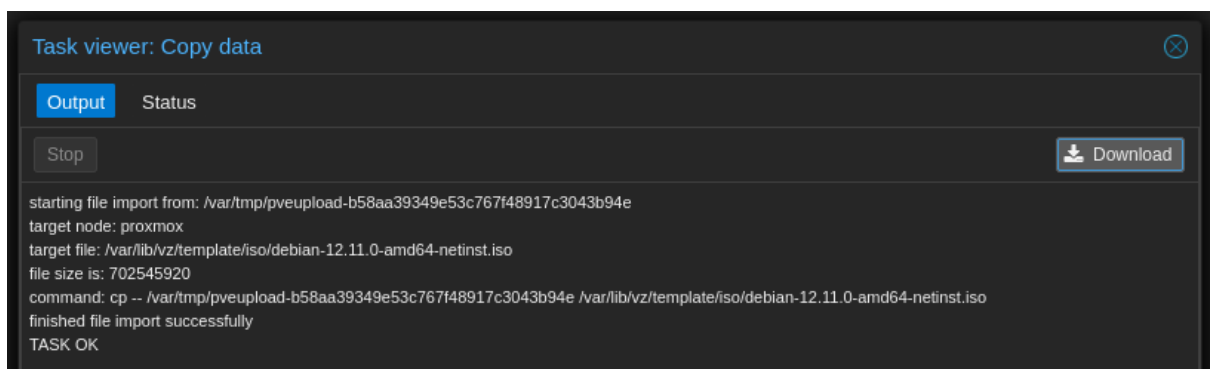 Task viewer: Copy data
Output Status
Stop Download
starting file import from: /var/tmp/pveupload-b58aa39349e53c767f48917c3043b94e
target node: proxmox
target file: /var/lib/vz/template/iso/debian-12.11.0-amd64-netinst.iso
file size is: 702545920
command: cp -- /var/tmp/pveupload-b58aa39349e53c767f48917c3043b94e /var/lib/vz/template/iso/debian-12.11.0-amd64-netinst.iso
finished file import successfully
TASK OK